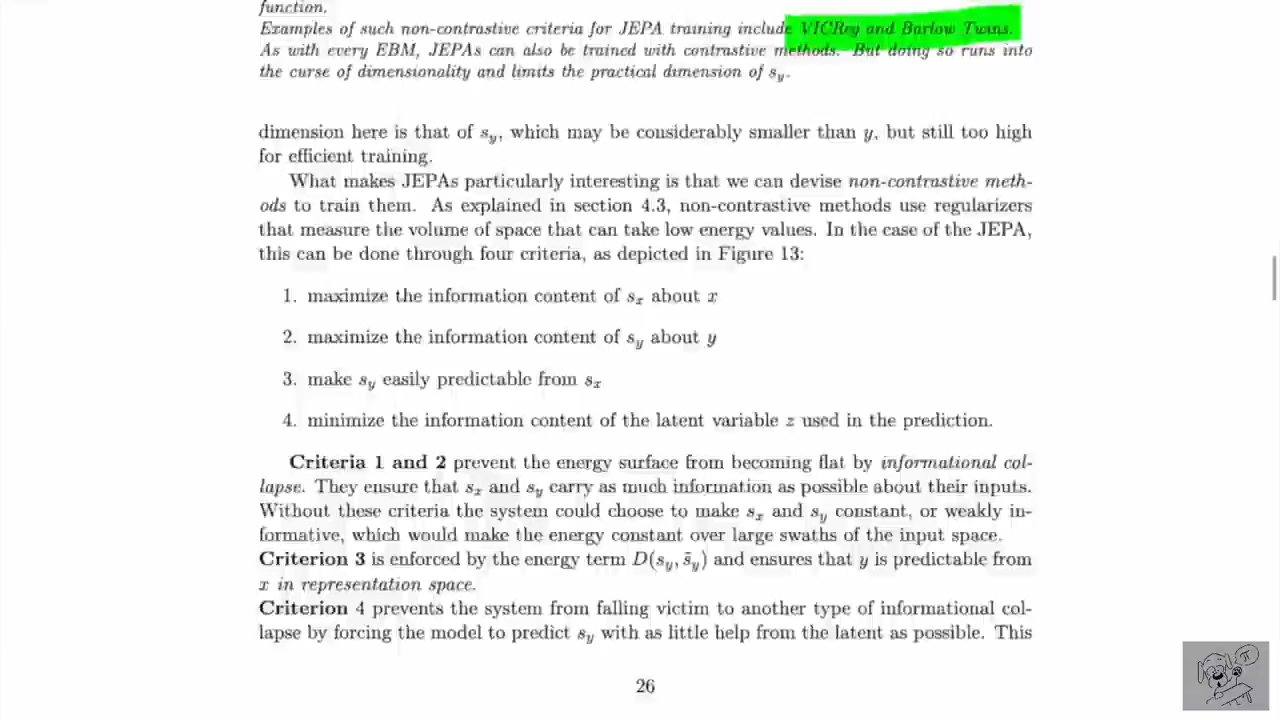 function.
Examples of such non-contrastive criteria for JEPA training include VICReg and Barlow Twins.
As with every EBM, JEPAs can also be trained with contrastive methods. But doing so runs into
the curse of dimensionality and limits the practical dimension of s_y.
dimension here is that of s_y, which may be considerably smaller than y, but still too high
for efficient training.
What makes JEPAs particularly interesting is that we can devise non-contrastive meth-
ods to train them. As explained in section 4.3, non-contrastive methods use regularizers
that measure the volume of space that can take low energy values. In the case of the JEPA,
this can be done through four criteria, as depicted in Figure 13:
1. maximize the information content of s_x about x
2. maximize the information content of s_y about y
3. make s_y easily predictable from s_x
4. minimize the information content of the latent variable z used in the prediction.
Criteria 1 and 2 prevent the energy surface from becoming flat by informational col-
lapse. They ensure that s_x and s_y carry as much information as possible about their inputs.
Without these criteria the system could choose to make s_x and s_y constant, or weakly in-
formative, which would make the energy constant over large swaths of the input space.
Criterion 3 is enforced by the energy term D(s_y, s̃_y) and ensures that y is predictable from
x in representation space.
Criterion 4 prevents the system from falling victim to another type of informational col-
lapse by forcing the model to predict s_y with as little help from the latent as possible. This
26
π